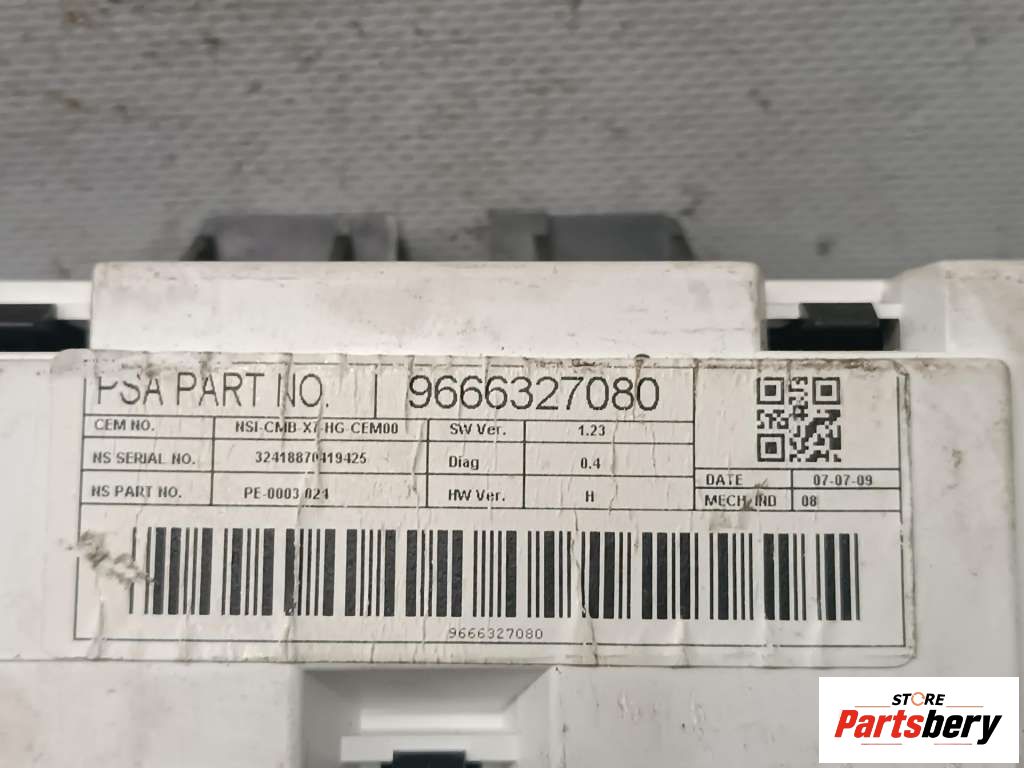 PSA PART NO. 9666327080
CEM NO. NSI-CMB-X7-HG-CEM00 SW Ver. 1.23
NS SERIAL NO. 32418870419425 Diag 0.4
NS PART NO. PE-0003 021 HW Ver. H
DATE 07-07-09
MECH. IND 08
9666327080
STORE
Partsbery